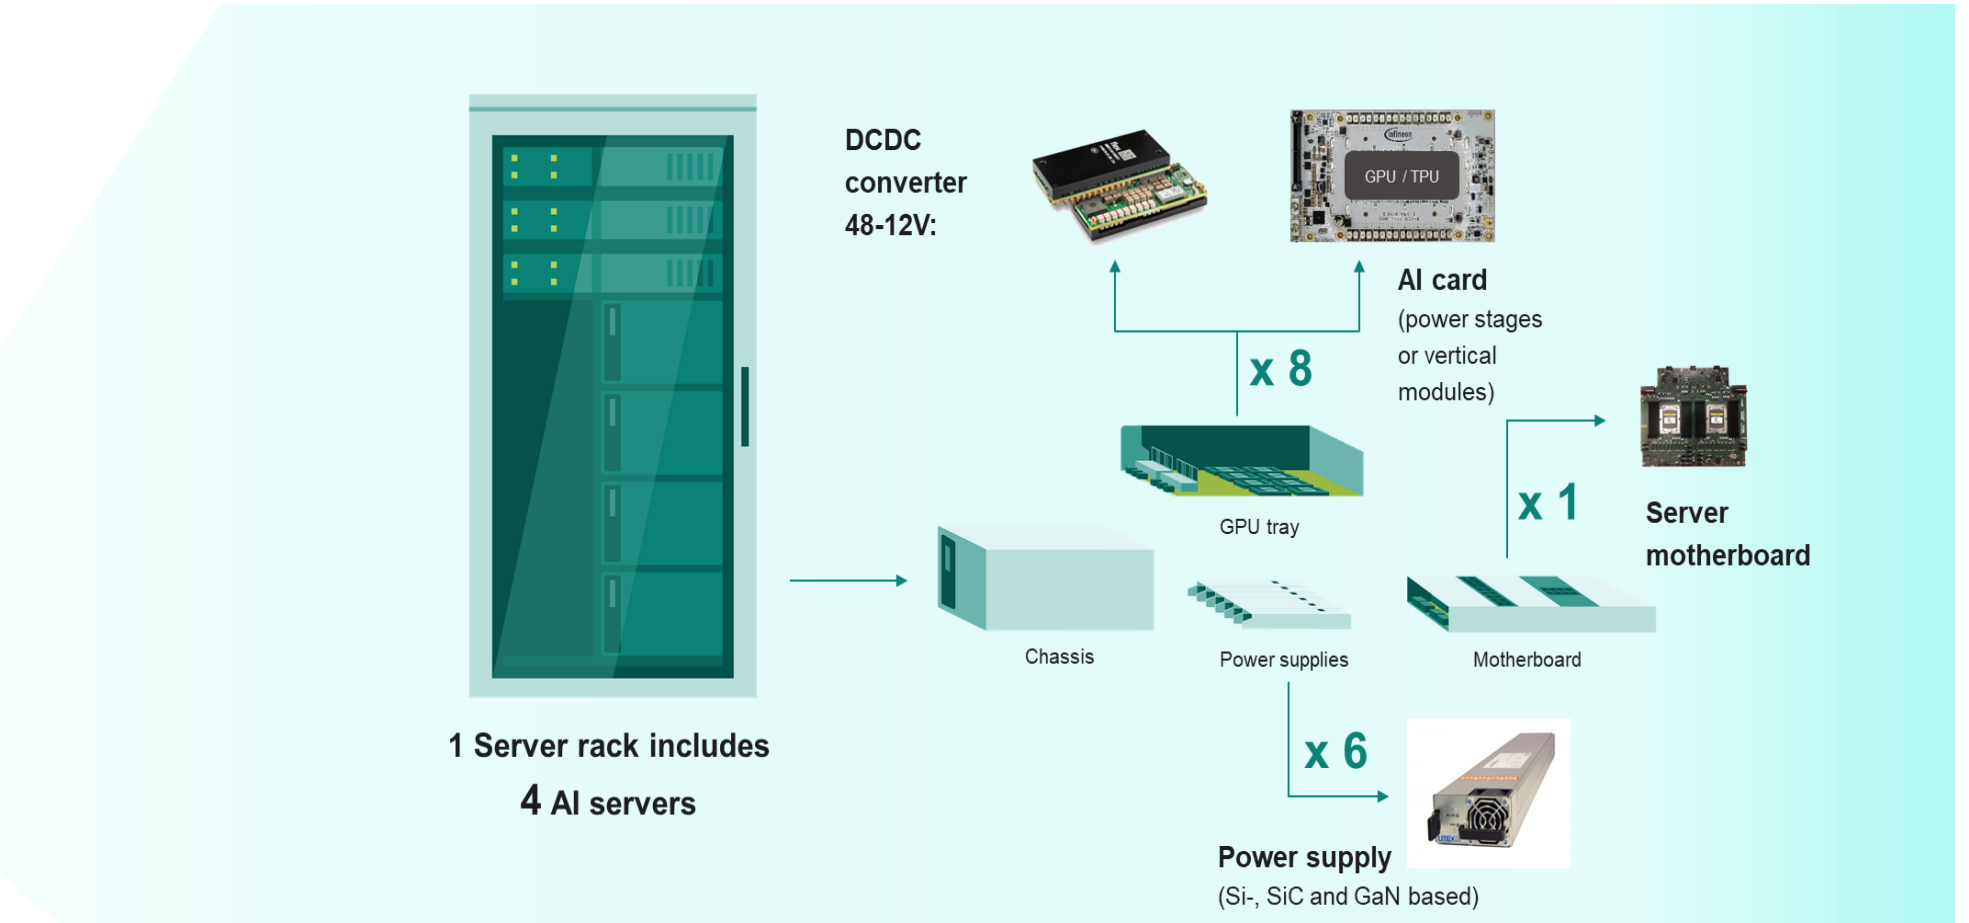 DCDC
converter
48-12V:
infineon
GPU / TPU
AI card
(power stages
or vertical
modules)
x 8
GPU tray
x 1
Server
motherboard
Chassis
Power supplies
Motherboard
x 6
1 Server rack includes
4 AI servers
Power supply
(Si-, SiC and GaN based)